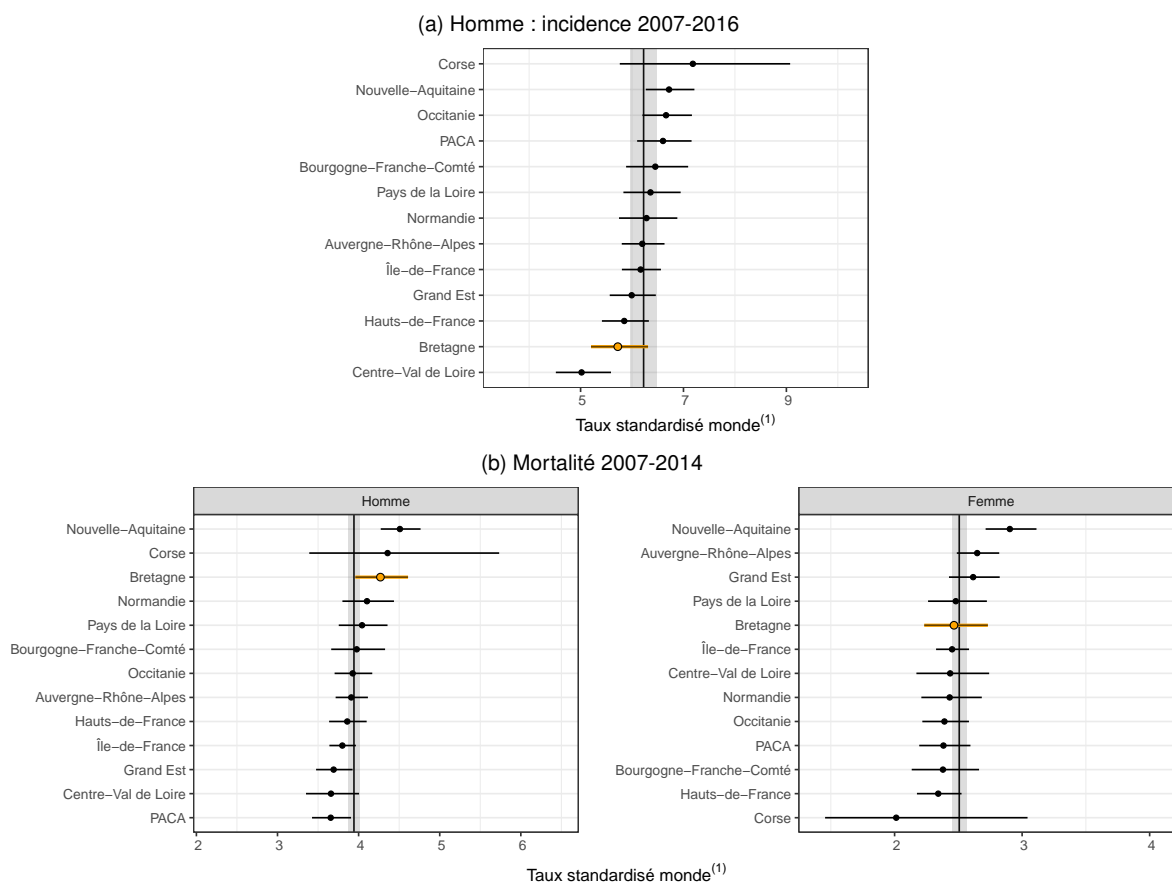 (a) Homme : incidence 2007-2016
Corse
Nouvelle−Aquitaine
Occitanie
PACA
Bourgogne−Franche−Comté
Pays de la Loire
Normandie
Auvergne−Rhône−Alpes
Île−de−France
Grand Est
Hauts−de−France
Bretagne
Centre−Val de Loire
5 7 9
Taux standardisé monde(1)
(b) Mortalité 2007-2014
Homme
Nouvelle−Aquitaine
Corse
Bretagne
Normandie
Pays de la Loire
Bourgogne−Franche−Comté
Occitanie
Auvergne−Rhône−Alpes
Hauts−de−France
Île−de−France
Grand Est
Centre−Val de Loire
PACA
2 3 4 5 6
Femme
Nouvelle−Aquitaine
Auvergne−Rhône−Alpes
Grand Est
Pays de la Loire
Bretagne
Île−de−France
Centre−Val de Loire
Normandie
Occitanie
PACA
Bourgogne−Franche−Comté
Hauts−de−France
Corse
2 3 4
Taux standardisé monde(1)